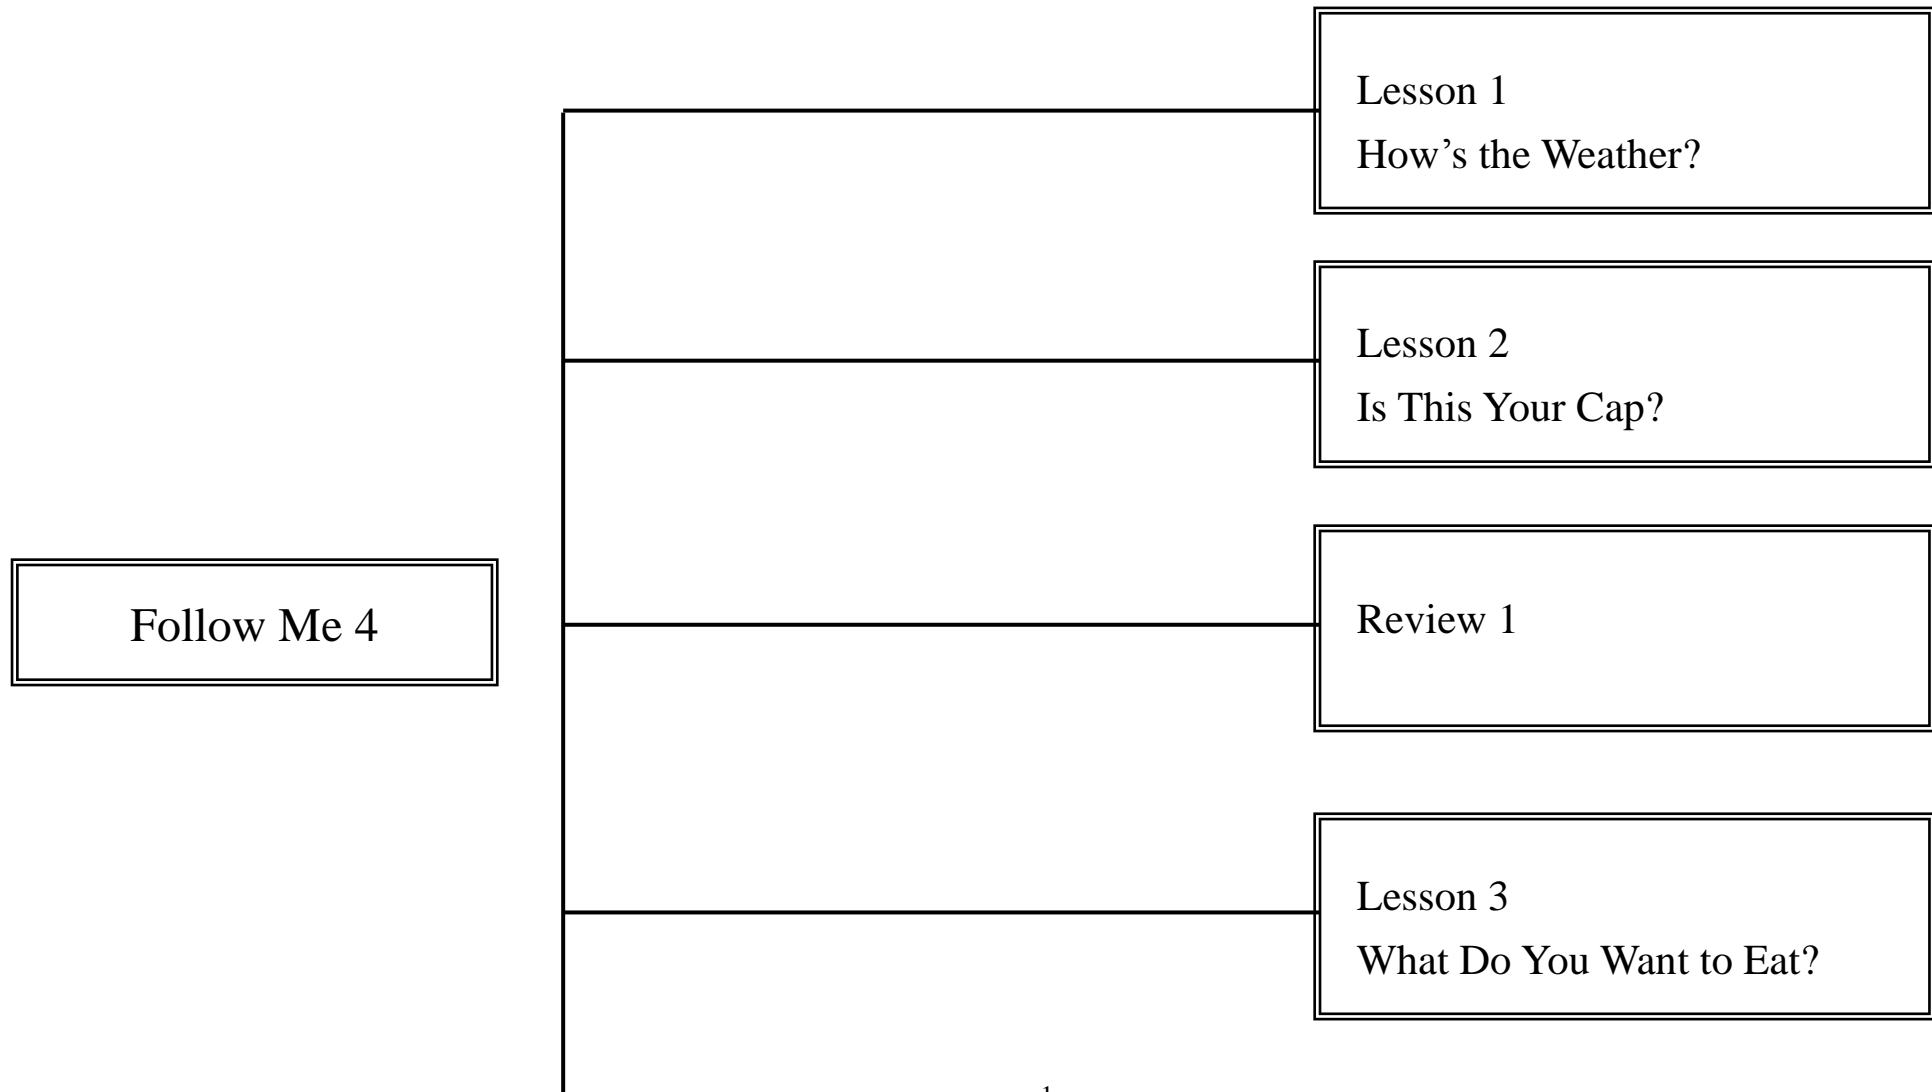 Lesson 1
How’s the Weather?
Lesson 2
Is This Your Cap?
Follow Me 4
Review 1
Lesson 3
What Do You Want to Eat?
1